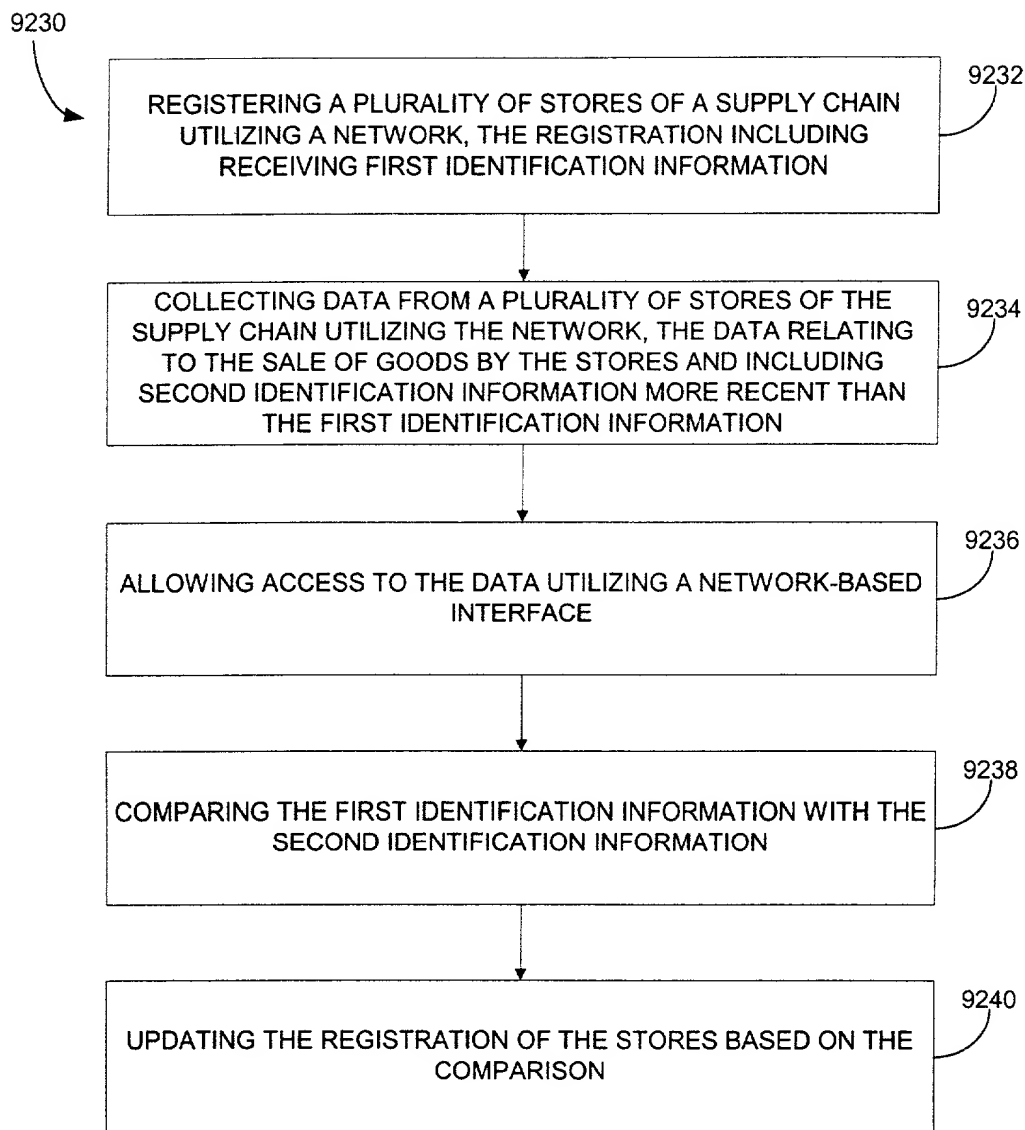 9230
9232
REGISTERING A PLURALITY OF STORES OF A SUPPLY CHAIN
UTILIZING A NETWORK, THE REGISTRATION INCLUDING
RECEIVING FIRST IDENTIFICATION INFORMATION
9234
COLLECTING DATA FROM A PLURALITY OF STORES OF THE
SUPPLY CHAIN UTILIZING THE NETWORK, THE DATA RELATING
TO THE SALE OF GOODS BY THE STORES AND INCLUDING
SECOND IDENTIFICATION INFORMATION MORE RECENT THAN
THE FIRST IDENTIFICATION INFORMATION
9236
ALLOWING ACCESS TO THE DATA UTILIZING A NETWORK-BASED
INTERFACE
9238
COMPARING THE FIRST IDENTIFICATION INFORMATION WITH THE
SECOND IDENTIFICATION INFORMATION
9240
UPDATING THE REGISTRATION OF THE STORES BASED ON THE
COMPARISON